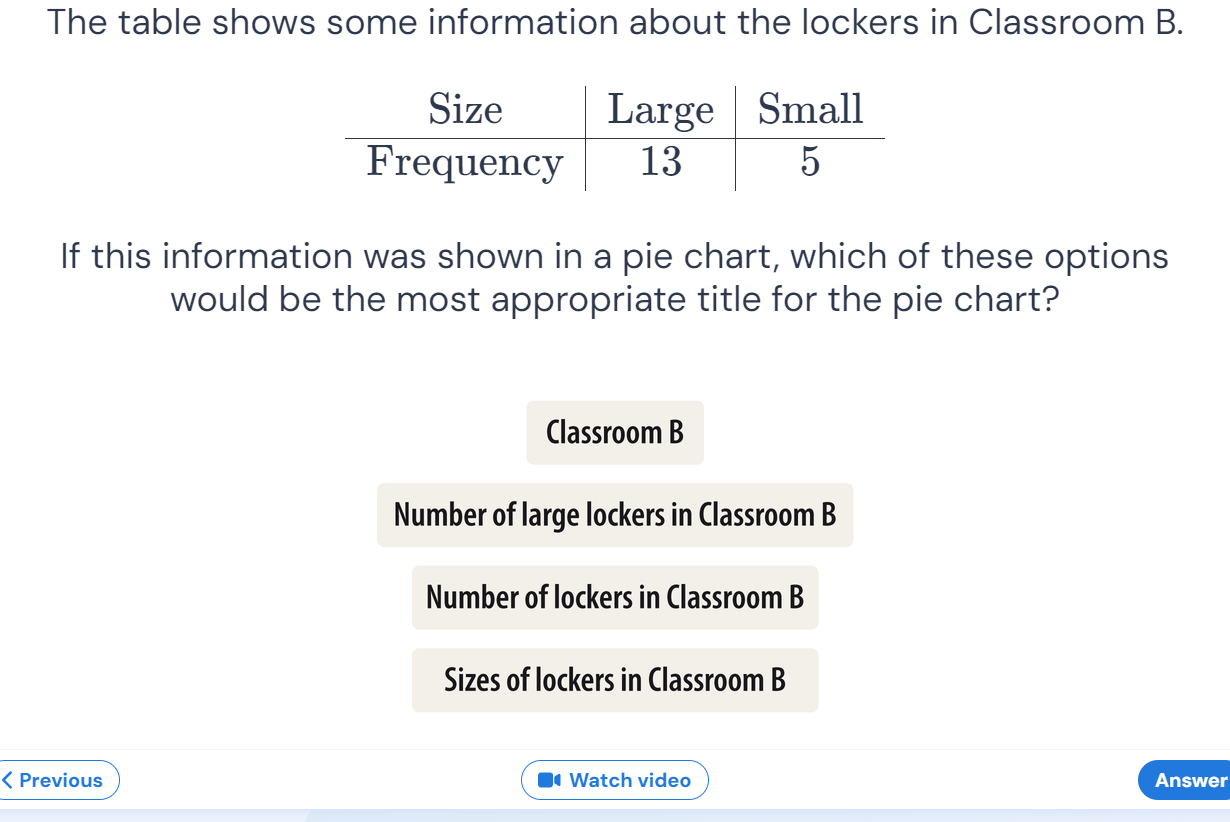 The table shows some information about the lockers in Classroom B.
Size Large Small
Frequency 13 5
If this information was shown in a pie chart, which of these options
would be the most appropriate title for the pie chart?
Classroom B
Number of large lockers in Classroom B
Number of lockers in Classroom B
Sizes of lockers in Classroom B
Previous Watch video Answer